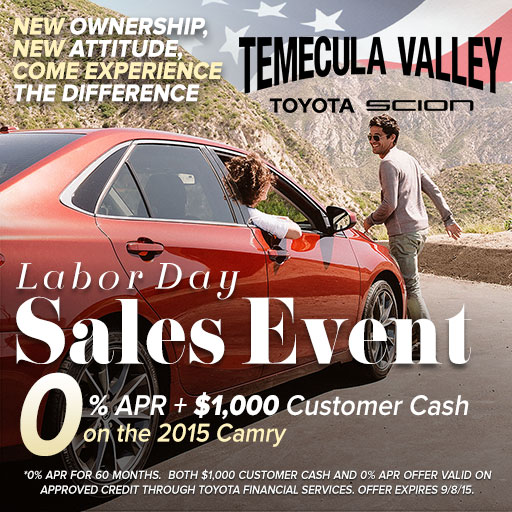 NEW OWNERSHIP,
NEW ATTITUDE.
COME EXPERIENCE
THE DIFFERENCE
TEMECULA VALLEY
TOYOTA SCION
Labor Day
Sales Event
0% APR + $1,000 Customer Cash
on the 2015 Camry
*0% APR FOR 60 MONTHS. BOTH $1,000 CUSTOMER CASH AND 0% APR OFFER VALID ON
APPROVED CREDIT THROUGH TOYOTA FINANCIAL SERVICES. OFFER EXPIRES 9/8/15.